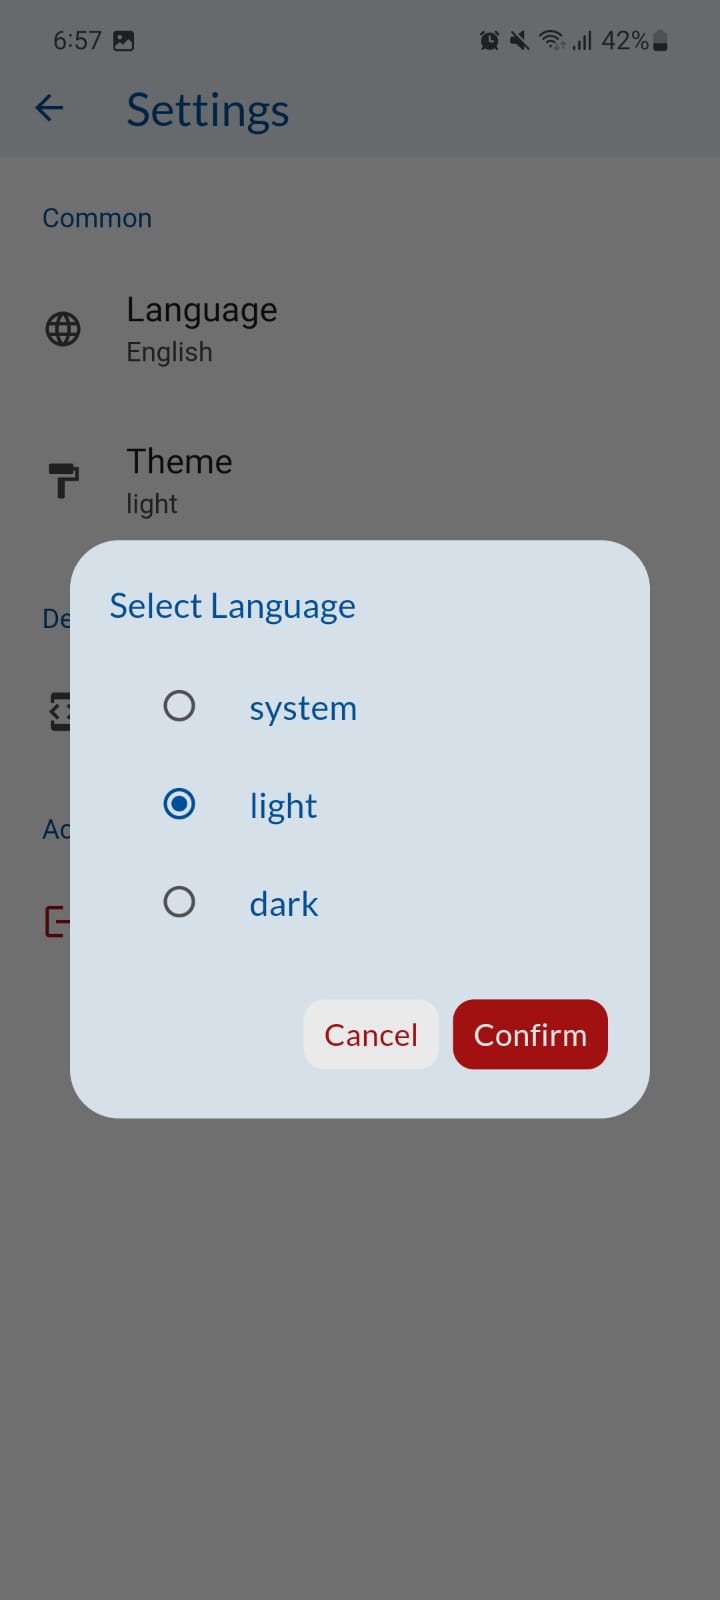 6:57 42%
Settings
Common
Language
English
Theme
light
Select Language
system
light
dark
Cancel Confirm